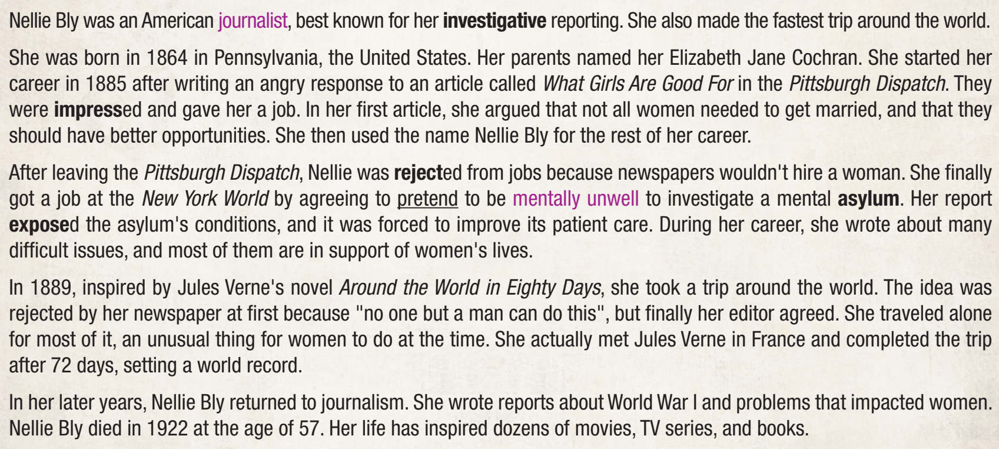 Nellie Bly was an American journalist, best known for her investigative reporting. She also made the fastest trip around the world.
She was born in 1864 in Pennsylvania, the United States. Her parents named her Elizabeth Jane Cochran. She started her
career in 1885 after writing an angry response to an article called What Girls Are Good For in the Pittsburgh Dispatch. They
were impressed and gave her a job. In her first article, she argued that not all women needed to get married, and that they
should have better opportunities. She then used the name Nellie Bly for the rest of her career.
After leaving the Pittsburgh Dispatch, Nellie was rejected from jobs because newspapers wouldn't hire a woman. She finally
got a job at the New York World by agreeing to pretend to be mentally unwell to investigate a mental asylum. Her report
exposed the asylum's conditions, and it was forced to improve its patient care. During her career, she wrote about many
difficult issues, and most of them are in support of women's lives.
In 1889, inspired by Jules Verne's novel Around the World in Eighty Days, she took a trip around the world. The idea was
rejected by her newspaper at first because "no one but a man can do this", but finally her editor agreed. She traveled alone
for most of it, an unusual thing for women to do at the time. She actually met Jules Verne in France and completed the trip
after 72 days, setting a world record.
In her later years, Nellie Bly returned to journalism. She wrote reports about World War I and problems that impacted women.
Nellie Bly died in 1922 at the age of 57. Her life has inspired dozens of movies, TV series, and books.